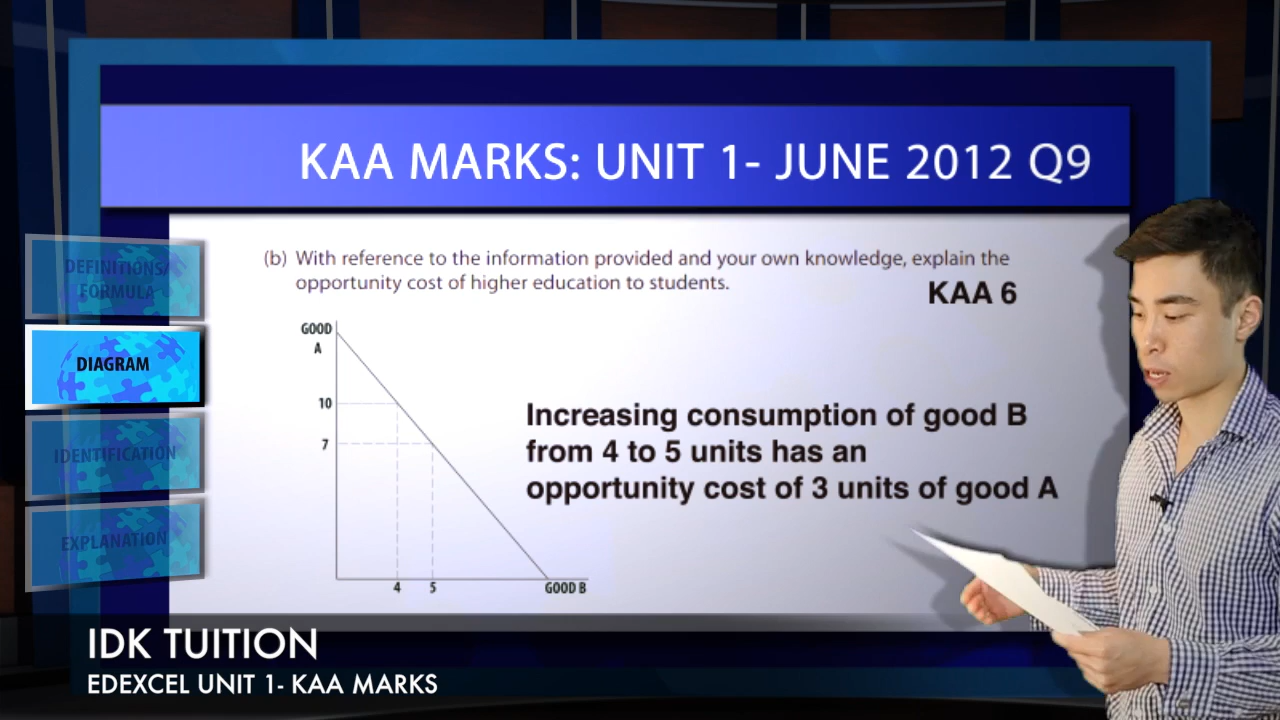 KAA MARKS: UNIT 1- JUNE 2012 Q9
(b) With reference to the information provided and your own knowledge, explain the
opportunity cost of higher education to students.
KAA 6
DEFINITIONS/
FORMULA
DIAGRAM
IDENTIFICATION
EXPLANATION
GOOD
A
10
7
4
5
GOOD B
Increasing consumption of good B
from 4 to 5 units has an
opportunity cost of 3 units of good A
IDK TUITION
EDEXCEL UNIT 1- KAA MARKS